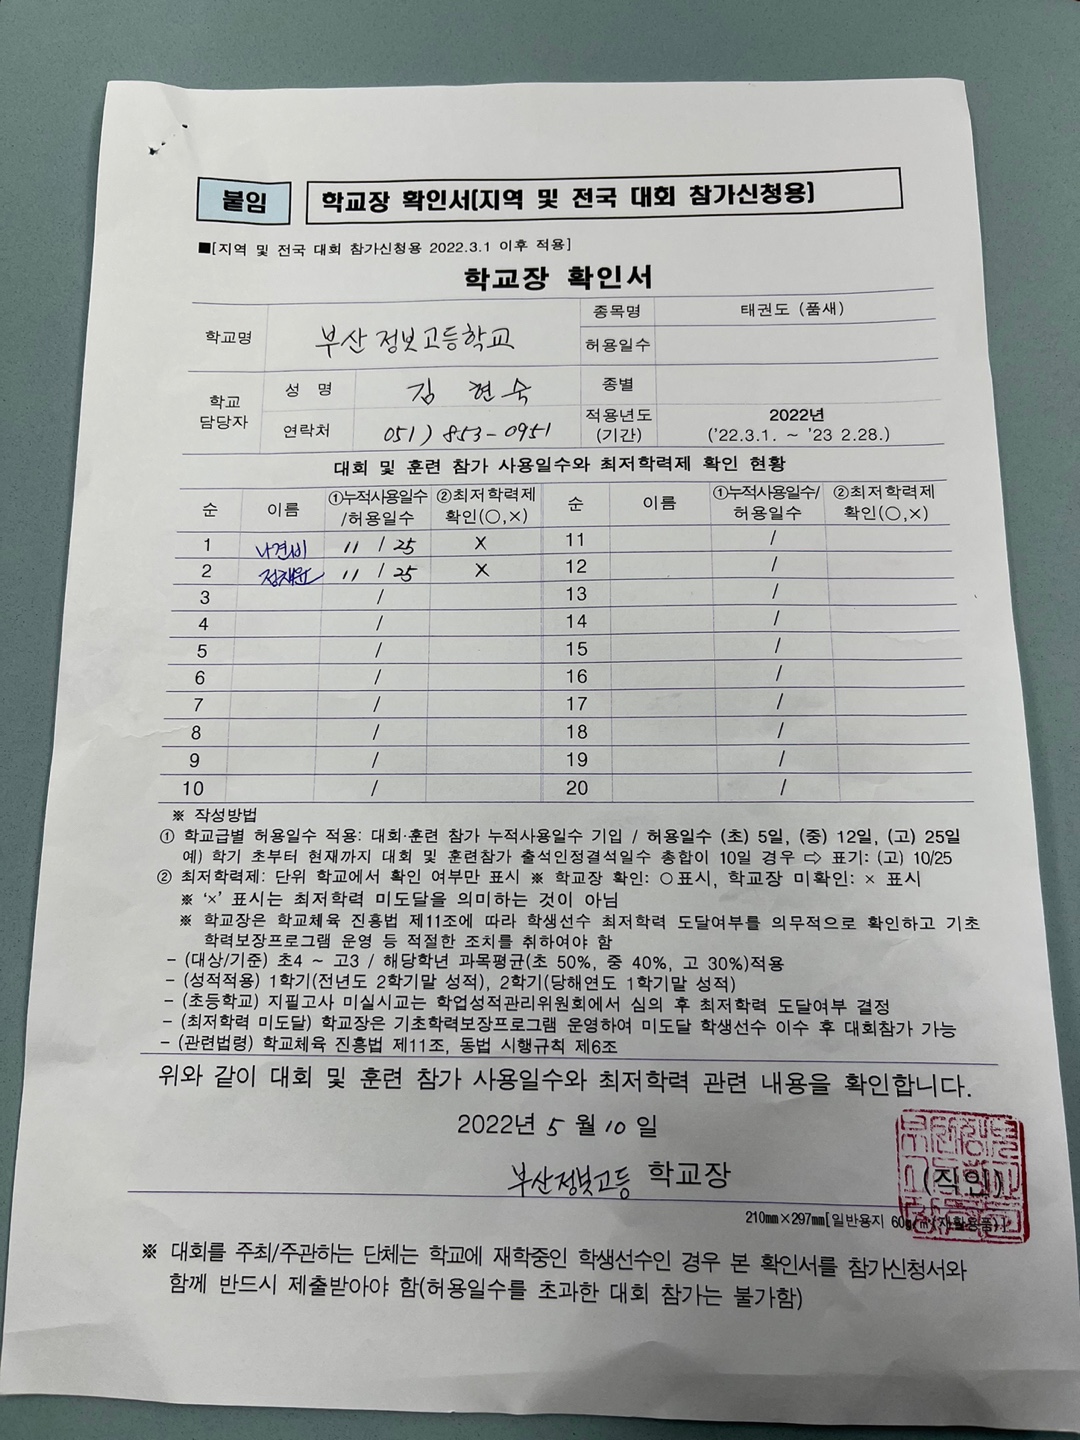 붙임 학교장 확인서(지역 및 전국 대회 참가신청용)
■[지역 및 전국 대회 참가신청용 2022.3.1 이후 적용]
학교장 확인서
학교명 부산정보고등학교 종목명 태권도 (품새)
허용일수
학교 담당자 성 명 김 현숙 종별
연락처 051) 853-0951 적용년도 (기간) 2022년 ('22.3.1. ~ '23 2.28.)
대회 및 훈련 참가 사용일수와 최저학력제 확인 현황
순 이름 ①누적사용일수/허용일수 ②최저학력제 확인(○,×) 순 이름 ①누적사용일수/허용일수 ②최저학력제 확인(○,×)
1 나견비 11 / 25 X 11 /
2 정재윤 11 / 25 X 12 /
3 / 13 /
4 / 14 /
5 / 15 /
6 / 16 /
7 / 17 /
8 / 18 /
9 / 19 /
10 / 20 /
※ 작성방법
① 학교급별 허용일수 적용: 대회·훈련 참가 누적사용일수 기입 / 허용일수 (초) 5일, (중) 12일, (고) 25일
예) 학기 초부터 현재까지 대회 및 훈련참가 출석인정결석일수 총합이 10일 경우 ⇨ 표기: (고) 10/25
② 최저학력제: 단위 학교에서 확인 여부만 표시 ※ 학교장 확인: ○표시, 학교장 미확인: × 표시
※ '×' 표시는 최저학력 미도달을 의미하는 것이 아님
※ 학교장은 학교체육 진흥법 제11조에 따라 학생선수 최저학력 도달여부를 의무적으로 확인하고 기초
학력보장프로그램 운영 등 적절한 조치를 취하여야 함
- (대상/기준) 초4 ~ 고3 / 해당학년 과목평균(초 50%, 중 40%, 고 30%)적용
- (성적적용) 1학기(전년도 2학기말 성적), 2학기(당해연도 1학기말 성적)
- (초등학교) 지필고사 미실시교는 학업성적관리위원회에서 심의 후 최저학력 도달여부 결정
- (최저학력 미도달) 학교장은 기초학력보장프로그램 운영하여 미도달 학생선수 이수 후 대회참가 가능
- (관련법령) 학교체육 진흥법 제11조, 동법 시행규칙 제6조
위와 같이 대회 및 훈련 참가 사용일수와 최저학력 관련 내용을 확인합니다.
2022년 5 월 10 일
부산정보고등 학교장 (직인)
210㎜×297㎜[일반용지 60g/㎡(재활용품)]
※ 대회를 주최/주관하는 단체는 학교에 재학중인 학생선수인 경우 본 확인서를 참가신청서와
함께 반드시 제출받아야 함(허용일수를 초과한 대회 참가는 불가함)